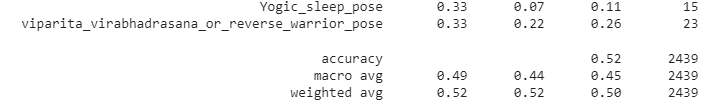 Yogic_sleep_pose 0.33 0.07 0.11 15
viparita_virabhadrasana_or_reverse_warrior_pose 0.33 0.22 0.26 23
accuracy 0.52 2439
macro avg 0.49 0.44 0.45 2439
weighted avg 0.52 0.52 0.50 2439